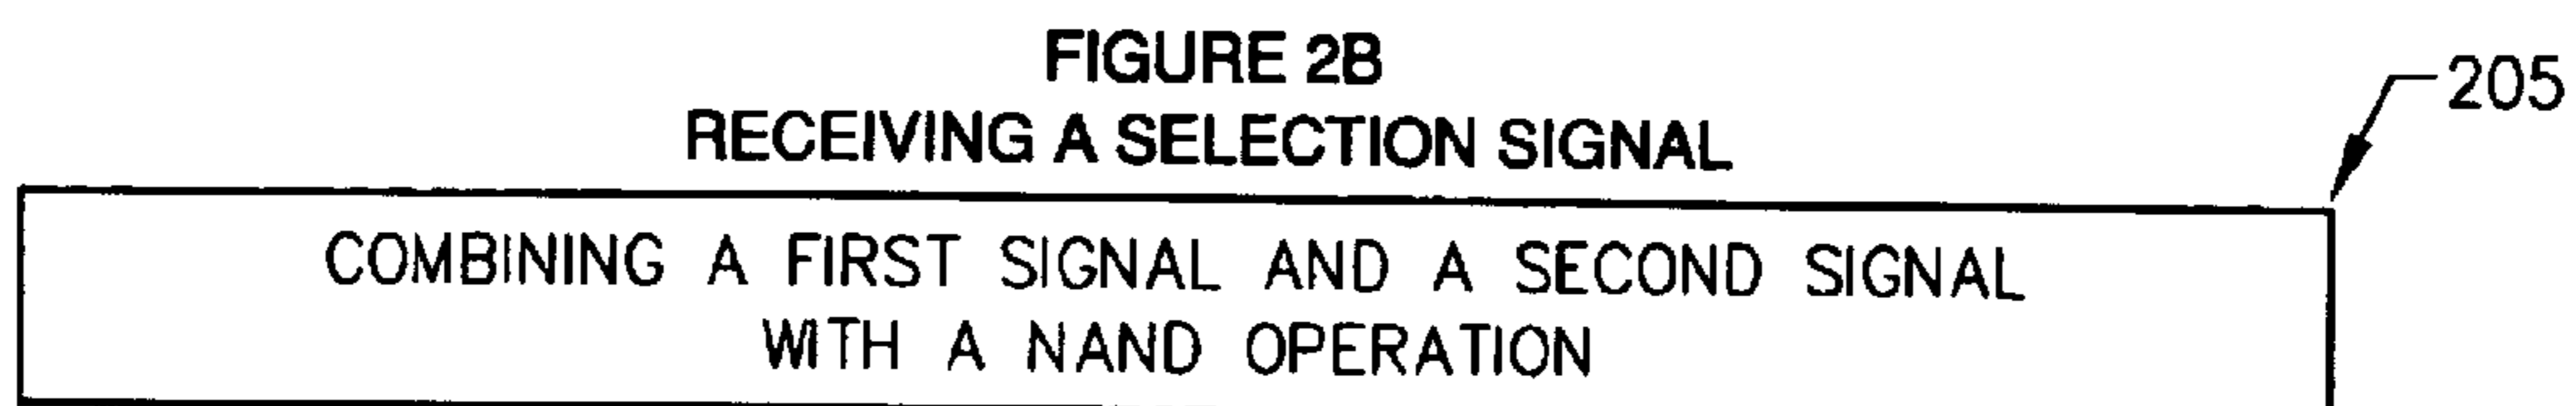 FIGURE 2B
205
RECEIVING A SELECTION SIGNAL
COMBINING A FIRST SIGNAL AND A SECOND SIGNAL
WITH A NAND OPERATION